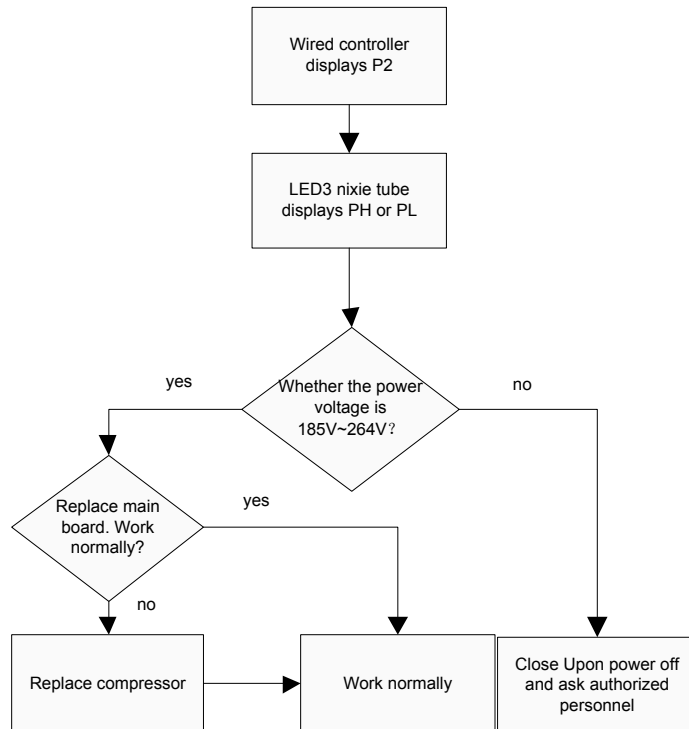 Wired controller
displays P2
LED3 nixie tube
displays PH or PL
Whether the power
voltage is
185V~264V？
yes
no
Replace main
board. Work
normally?
yes
no
Replace compressor
Work normally
Close Upon power off
and ask authorized
personnel